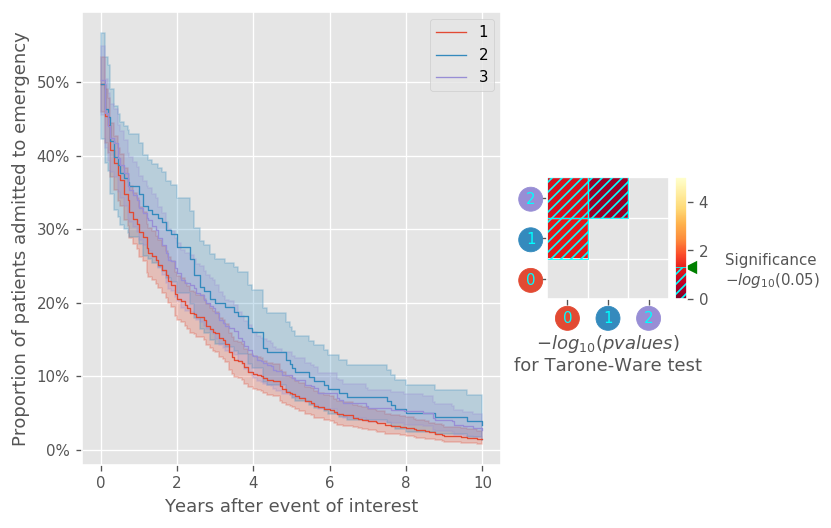 Proportion of patients admitted to emergency
50%
40%
30%
20%
10%
0%
0 2 4 6 8 10
Years after event of interest
1
2
3
2
1
0
0 1 2
−log10(pvalues)
for Tarone-Ware test
4
2
0
Significance
−log10(0.05)